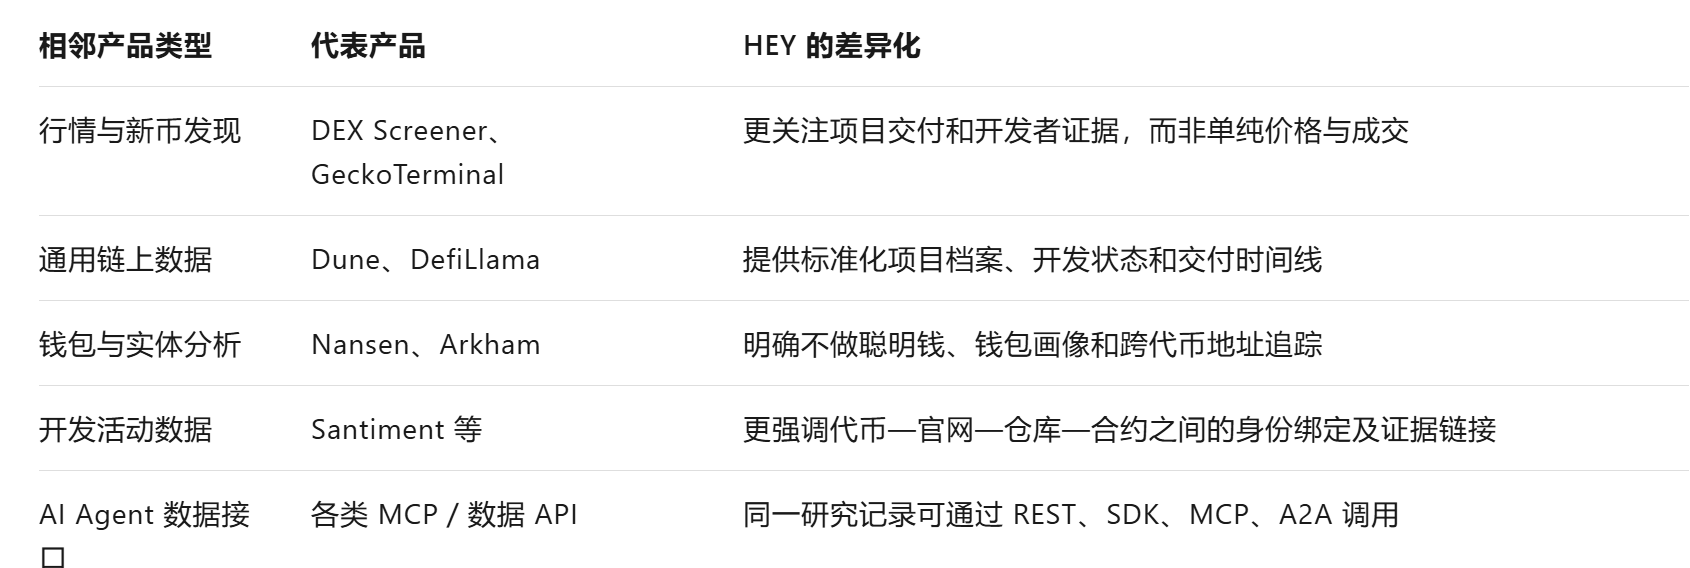 相邻产品类型 代表产品 HEY 的差异化
行情与新币发现 DEX Screener、 更关注项目交付和开发者证据，而非单纯价格与成交
GeckoTerminal
通用链上数据 Dune、DefiLlama 提供标准化项目档案、开发状态和交付时间线
钱包与实体分析 Nansen、Arkham 明确不做聪明钱、钱包画像和跨代币地址追踪
开发活动数据 Santiment 等 更强调代币—官网—仓库—合约之间的身份绑定及证据链接
AI Agent 数据接 各类 MCP / 数据 API 同一研究记录可通过 REST、SDK、MCP、A2A 调用
口